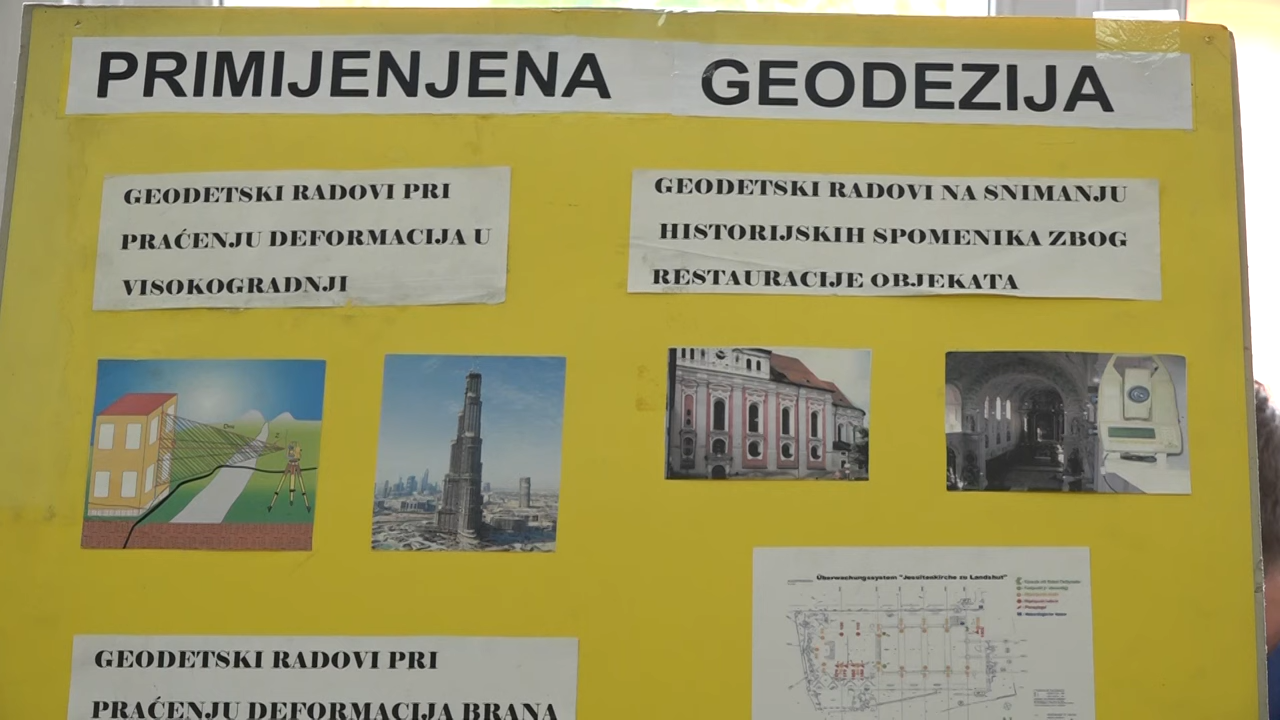 PRIMIJENJENA GEODEZIJA
GEODETSKI RADOVI PRI
PRAĆENJU DEFORMACIJA U
VISOKOGRADNJI
GEODETSKI RADOVI NA SNIMANJU
HISTORIJSKIH SPOMENIKA ZBOG
RESTAURACIJE OBJEKATA
Überwachungssystem "Jesuitenkirche zu Landshut"
GEODETSKI RADOVI PRI
PRAĆENJU DEFORMACIJA BRANA